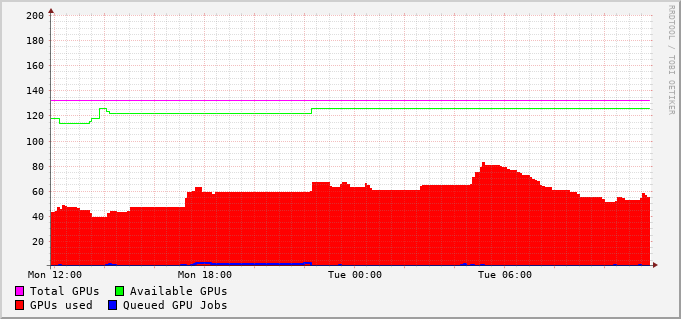 200
180
160
140
120
100
80
60
40
20
Mon 12:00 Mon 18:00 Tue 00:00 Tue 06:00
Total GPUs Available GPUs
GPUs used Queued GPU Jobs
RRDTOOL / TOBI OETIKER